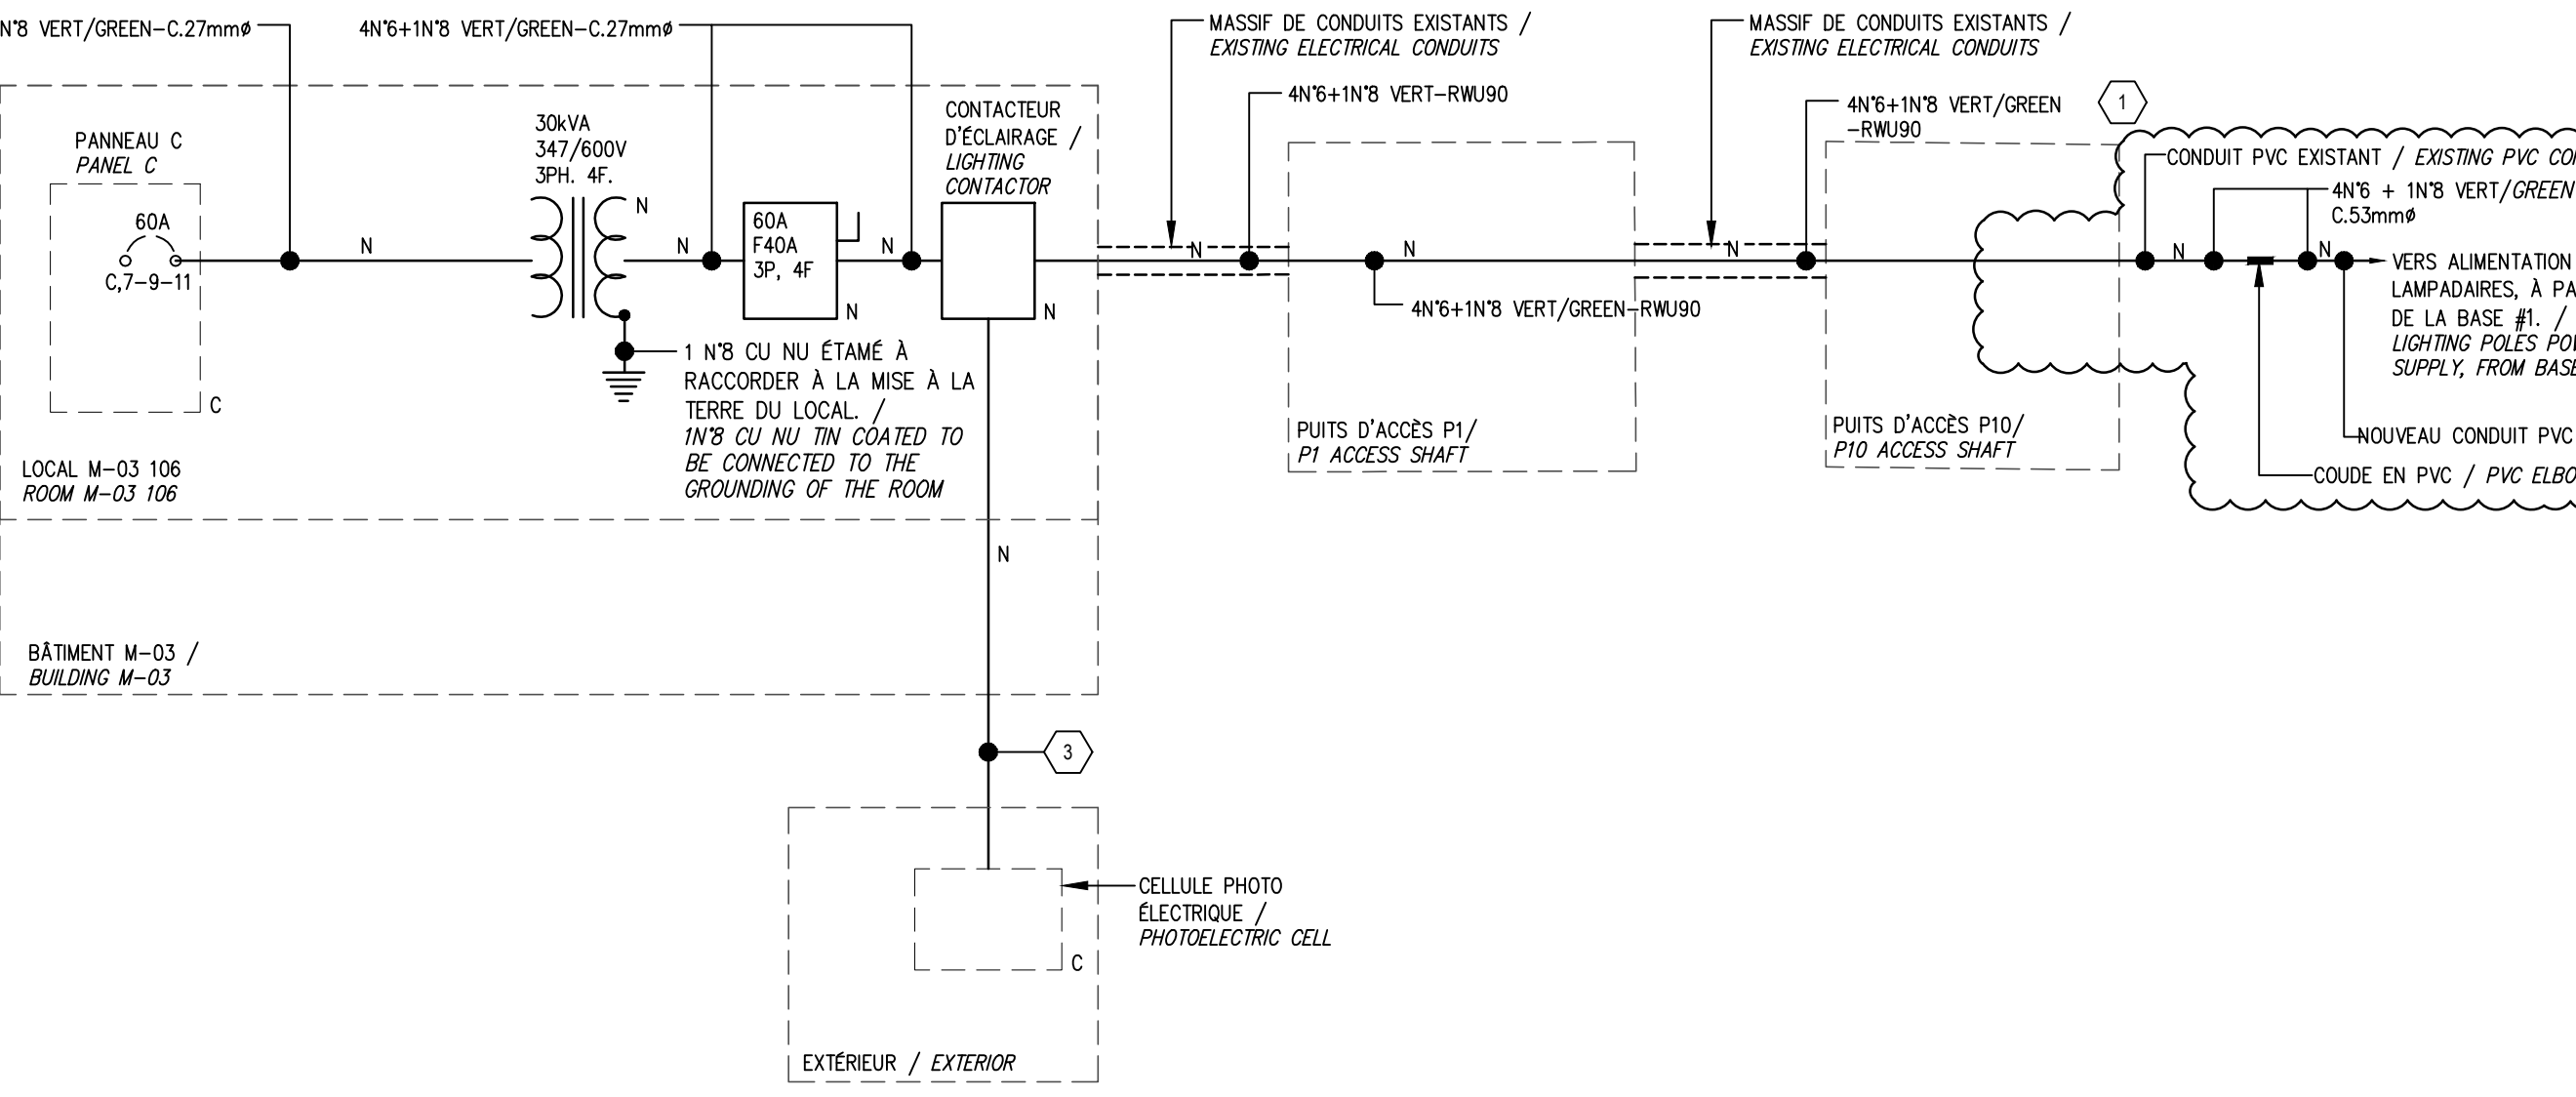 N°8 VERT/GREEN-C.27mmø
4N°6+1N°8 VERT/GREEN-C.27mmø
MASSIF DE CONDUITS EXISTANTS /
EXISTING ELECTRICAL CONDUITS
MASSIF DE CONDUITS EXISTANTS /
EXISTING ELECTRICAL CONDUITS
4N°6+1N°8 VERT-RWU90
4N°6+1N°8 VERT/GREEN
-RWU90
1
PANNEAU C
PANEL C
60A
C,7-9-11
C
N
30kVA
347/600V
3PH. 4F.
N
N
60A
F40A
3P, 4F
N
N
CONTACTEUR
D'ÉCLAIRAGE /
LIGHTING
CONTACTOR
N
N
N
4N°6+1N°8 VERT/GREEN-RWU90
N
CONDUIT PVC EXISTANT / EXISTING PVC
4N°6 + 1N°8 VERT/GREEN
C.53mmø
N
N
VERS ALIMENTATION
LAMPADAIRES, À
DE LA BASE #1. /
LIGHTING POLES
SUPPLY, FROM
NOUVEAU CONDUIT PVC
COUDE EN PVC / PVC
1 N°8 CU NU ÉTAMÉ À
RACCORDER À LA MISE À LA
TERRE DU LOCAL. /
1N°8 CU NU TIN COATED TO
BE CONNECTED TO THE
GROUNDING OF THE ROOM
PUITS D'ACCÈS P1/
P1 ACCESS SHAFT
PUITS D'ACCÈS P10/
P10 ACCESS SHAFT
LOCAL M-03 106
ROOM M-03 106
N
BÂTIMENT M-03 /
BUILDING M-03
3
CELLULE PHOTO
ÉLECTRIQUE /
PHOTOELECTRIC CELL
C
EXTÉRIEUR / EXTERIOR